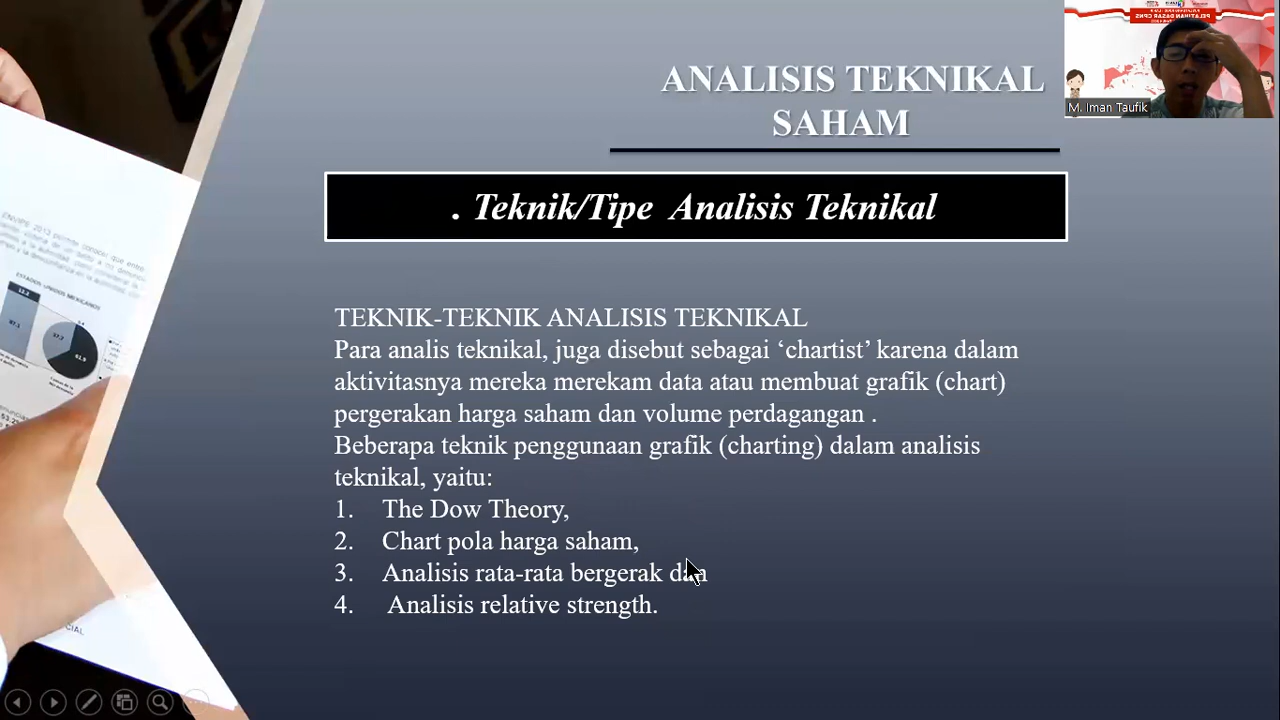 ANALISIS TEKNIKAL
SAHAM
. Teknik/Tipe Analisis Teknikal
TEKNIK-TEKNIK ANALISIS TEKNIKAL
Para analis teknikal, juga disebut sebagai ‘chartist’ karena dalam
aktivitasnya mereka merekam data atau membuat grafik (chart)
pergerakan harga saham dan volume perdagangan .
Beberapa teknik penggunaan grafik (charting) dalam analisis
teknikal, yaitu:
1. The Dow Theory,
2. Chart pola harga saham,
3. Analisis rata-rata bergerak dan
4. Analisis relative strength.
M. Iman Taufik